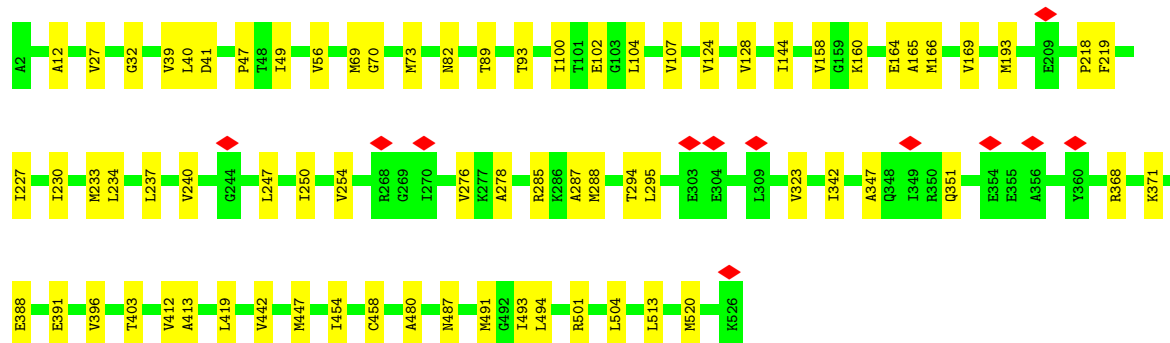 A2 A12 V27 G32 V39 L40 D41 P47 T48 I49 V56 M69 G70 M73 N82 T89 T93 I100 T101 E102 G103 L104 V107 V124 V128 I144 V158 G159 K160 E164 A165 M166 V169 M193 E209 P218 F219
I227 I230 M233 L234 L237 V240 G244 L247 I250 V254 R268 G269 I270 V276 K277 A278 R285 K286 A287 M288 T294 L295 E303 E304 L309 V323 I342 A347 Q348 I349 R350 Q351 E354 E355 A356 Y360 R368 K371
E388 E391 V396 T403 V412 A413 L419 V442 M447 I454 C458 A480 N487 M491 G492 I493 L494 R501 L504 L513 M520 K526